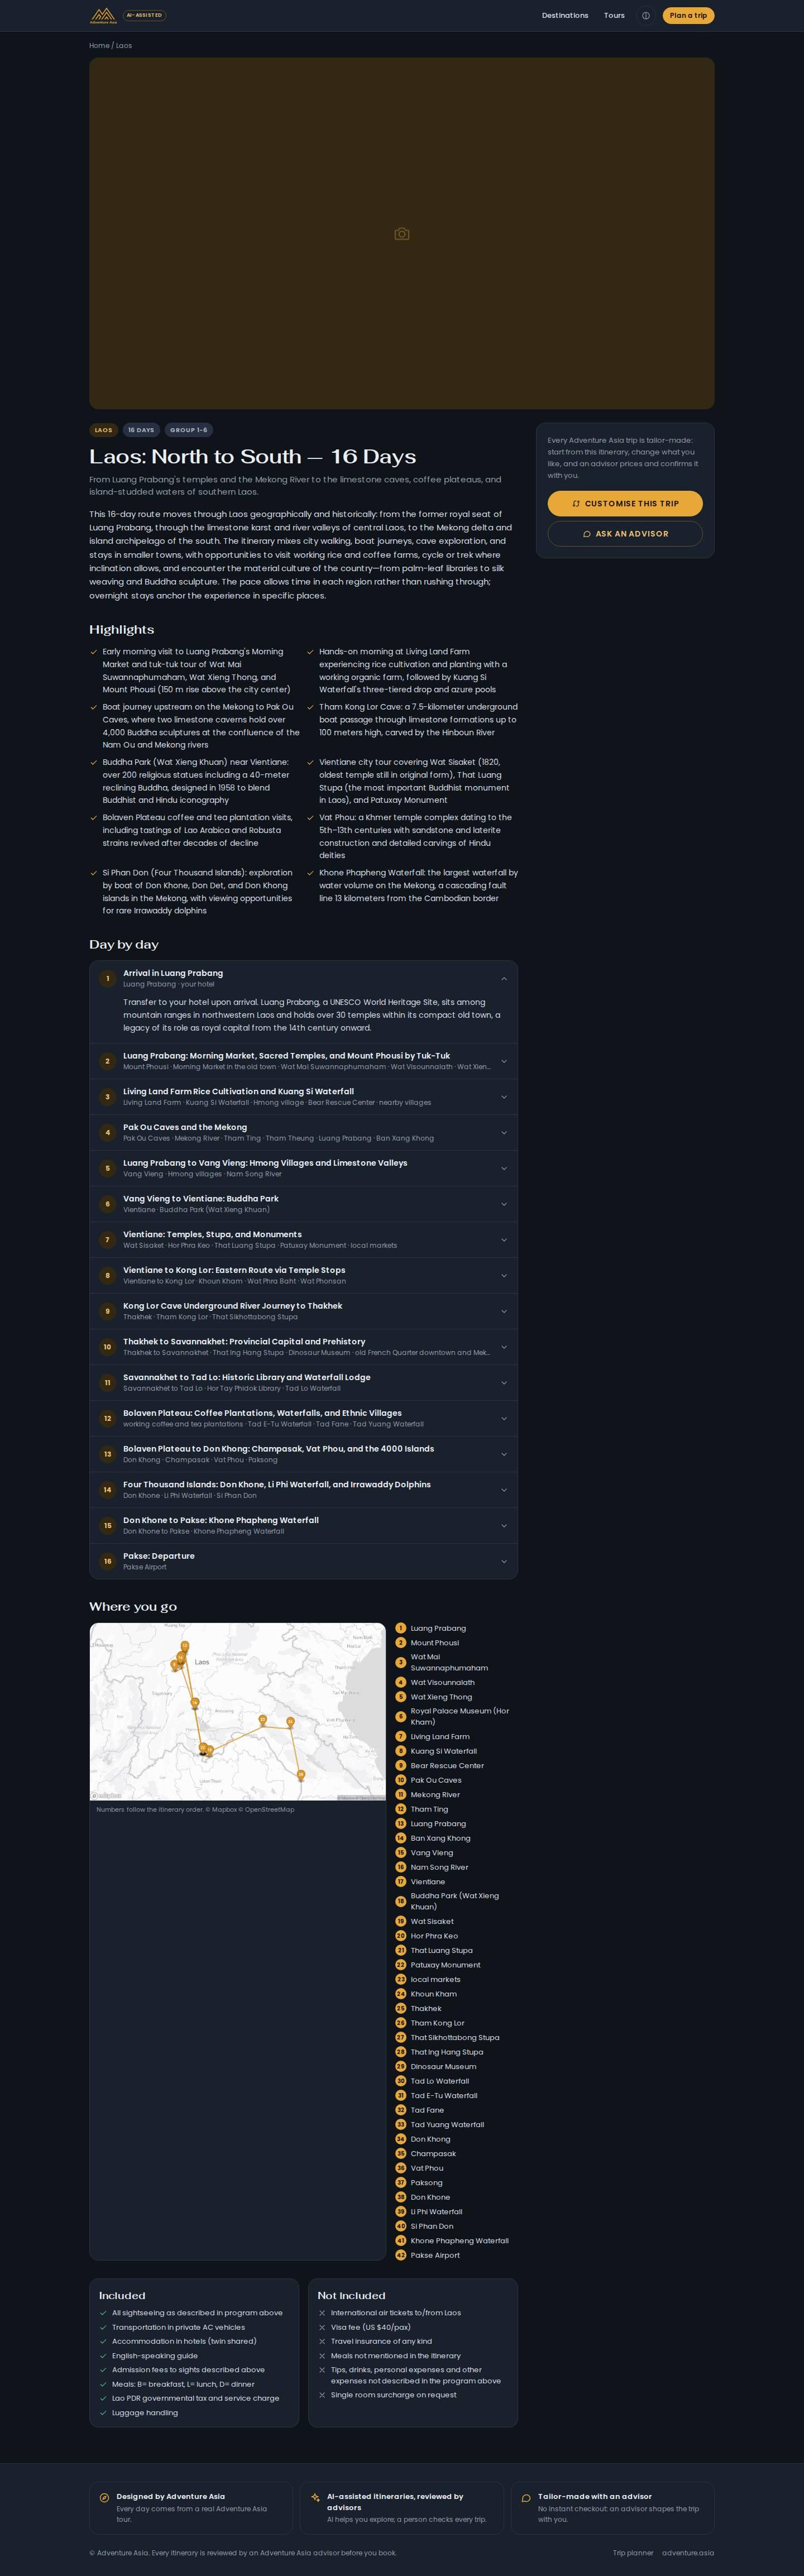 Adventure Asia
AI-ASSISTED
Destinations
Tours
Plan a trip
Home / Laos
LAOS
16 DAYS
GROUP 1–6
Laos: North to South — 16 Days
From Luang Prabang's temples and the Mekong River to the limestone caves, coffee plateaus, and
island-studded waters of southern Laos.
This 16-day route moves through Laos geographically and historically: from the former royal seat of
Luang Prabang, through the limestone karst and river valleys of central Laos, to the Mekong delta and
island archipelago of the south. The itinerary mixes city walking, boat journeys, cave exploration, and
stays in smaller towns, with opportunities to visit working rice and coffee farms, cycle or trek where
inclination allows, and encounter the material culture of the country—from palm-leaf libraries to silk
weaving and Buddha sculpture. The pace allows time in each region rather than rushing through;
overnight stays anchor the experience in specific places.
Every Adventure Asia trip is tailor-made:
start from this itinerary, change what you
like, and an advisor prices and confirms it
with you.
CUSTOMISE THIS TRIP
ASK AN ADVISOR
Highlights
Early morning visit to Luang Prabang's Morning
Market and tuk-tuk tour of Wat Mai
Suwannaphumaham, Wat Xieng Thong, and
Mount Phousi (150 m rise above the city center)
Hands-on morning at Living Land Farm
experiencing rice cultivation and planting with a
working organic farm, followed by Kuang Si
Waterfall's three-tiered drop and azure pools
Boat journey upstream on the Mekong to Pak Ou
Caves, where two limestone caverns hold over
4,000 Buddha sculptures at the confluence of the
Nam Ou and Mekong rivers
Tham Kong Lor Cave: a 7.5-kilometer underground
boat passage through limestone formations up to
100 meters high, carved by the Hinboun River
Buddha Park (Wat Xieng Khuan) near Vientiane:
over 200 religious statues including a 40-meter
reclining Buddha, designed in 1958 to blend
Buddhist and Hindu iconography
Vientiane city tour covering Wat Sisaket (1820,
oldest temple still in original form), That Luang
Stupa (the most important Buddhist monument
in Laos), and Patuxay Monument
Bolaven Plateau coffee and tea plantation visits,
including tastings of Lao Arabica and Robusta
strains revived after decades of decline
Vat Phou: a Khmer temple complex dating to the
5th–13th centuries with sandstone and laterite
construction and detailed carvings of Hindu
deities
Si Phan Don (Four Thousand Islands): exploration
by boat of Don Khone, Don Det, and Don Khong
islands in the Mekong, with viewing opportunities
for rare Irrawaddy dolphins
Khone Phapheng Waterfall: the largest waterfall by
water volume on the Mekong, a cascading fault
line 13 kilometers from the Cambodian border
Day by day
1
Arrival in Luang Prabang
Luang Prabang · your hotel
Transfer to your hotel upon arrival. Luang Prabang, a UNESCO World Heritage Site, sits among
mountain ranges in northwestern Laos and holds over 30 temples within its compact old town, a
legacy of its role as royal capital from the 14th century onward.
2
Luang Prabang: Morning Market, Sacred Temples, and Mount Phousi by Tuk-Tuk
Mount Phousi · Morning Market in the old town · Wat Mai Suwannaphumaham · Wat Visounnalath · Wat Xien...
3
Living Land Farm Rice Cultivation and Kuang Si Waterfall
Living Land Farm · Kuang Si Waterfall · Hmong village · Bear Rescue Center · nearby villages
4
Pak Ou Caves and the Mekong
Pak Ou Caves · Mekong River · Tham Ting · Tham Theung · Luang Prabang · Ban Xang Khong
5
Luang Prabang to Vang Vieng: Hmong Villages and Limestone Valleys
Vang Vieng · Hmong villages · Nam Song River
6
Vang Vieng to Vientiane: Buddha Park
Vientiane · Buddha Park (Wat Xieng Khuan)
7
Vientiane: Temples, Stupa, and Monuments
Wat Sisaket · Hor Phra Keo · That Luang Stupa · Patuxay Monument · local markets
8
Vientiane to Kong Lor: Eastern Route via Temple Stops
Vientiane to Kong Lor · Khoun Kham · Wat Phra Baht · Wat Phonsan
9
Kong Lor Cave Underground River Journey to Thakhek
Thakhek · Tham Kong Lor · That Sikhottabong Stupa
10
Thakhek to Savannakhet: Provincial Capital and Prehistory
Thakhek to Savannakhet · That Ing Hang Stupa · Dinosaur Museum · old French Quarter downtown and Mek...
11
Savannakhet to Tad Lo: Historic Library and Waterfall Lodge
Savannakhet to Tad Lo · Hor Tay Phidok Library · Tad Lo Waterfall
12
Bolaven Plateau: Coffee Plantations, Waterfalls, and Ethnic Villages
working coffee and tea plantations · Tad E-Tu Waterfall · Tad Fane · Tad Yuang Waterfall
13
Bolaven Plateau to Don Khong: Champasak, Vat Phou, and the 4000 Islands
Don Khong · Champasak · Vat Phou · Paksong
14
Four Thousand Islands: Don Khone, Li Phi Waterfall, and Irrawaddy Dolphins
Don Khone · Li Phi Waterfall · Si Phan Don
15
Don Khone to Pakse: Khone Phapheng Waterfall
Don Khone to Pakse · Khone Phapheng Waterfall
16
Pakse: Departure
Pakse Airport
Where you go
Laos
Numbers follow the itinerary order. © Mapbox © OpenStreetMap
1 Luang Prabang
2 Mount Phousi
3 Wat Mai
Suwannaphumaham
4 Wat Visounnalath
5 Wat Xieng Thong
6 Royal Palace Museum (Hor
Kham)
7 Living Land Farm
8 Kuang Si Waterfall
9 Bear Rescue Center
10 Pak Ou Caves
11 Mekong River
12 Tham Ting
13 Luang Prabang
14 Ban Xang Khong
15 Vang Vieng
16 Nam Song River
17 Vientiane
18 Buddha Park (Wat Xieng
Khuan)
19 Wat Sisaket
20 Hor Phra Keo
21 That Luang Stupa
22 Patuxay Monument
23 local markets
24 Khoun Kham
25 Thakhek
26 Tham Kong Lor
27 That Sikhottabong Stupa
28 That Ing Hang Stupa
29 Dinosaur Museum
30 Tad Lo Waterfall
31 Tad E-Tu Waterfall
32 Tad Fane
33 Tad Yuang Waterfall
34 Don Khong
35 Champasak
36 Vat Phou
37 Paksong
38 Don Khone
39 Li Phi Waterfall
40 Si Phan Don
41 Khone Phapheng Waterfall
42 Pakse Airport
Included
All sightseeing as described in program above
Transportation in private AC vehicles
Accommodation in hotels (twin shared)
English-speaking guide
Admission fees to sights described above
Meals: B= breakfast, L= lunch, D= dinner
Lao PDR governmental tax and service charge
Luggage handling
Not included
International air tickets to/from Laos
Visa fee (US $40/pax)
Travel insurance of any kind
Meals not mentioned in the itinerary
Tips, drinks, personal expenses and other
expenses not described in the program above
Single room surcharge on request
Designed by Adventure Asia
Every day comes from a real Adventure Asia
tour.
AI-assisted itineraries, reviewed by
advisors
AI helps you explore; a person checks every trip.
Tailor-made with an advisor
No instant checkout: an advisor shapes the trip
with you.
© Adventure Asia. Every itinerary is reviewed by an Adventure Asia advisor before you book.
Trip planner
adventure.asia